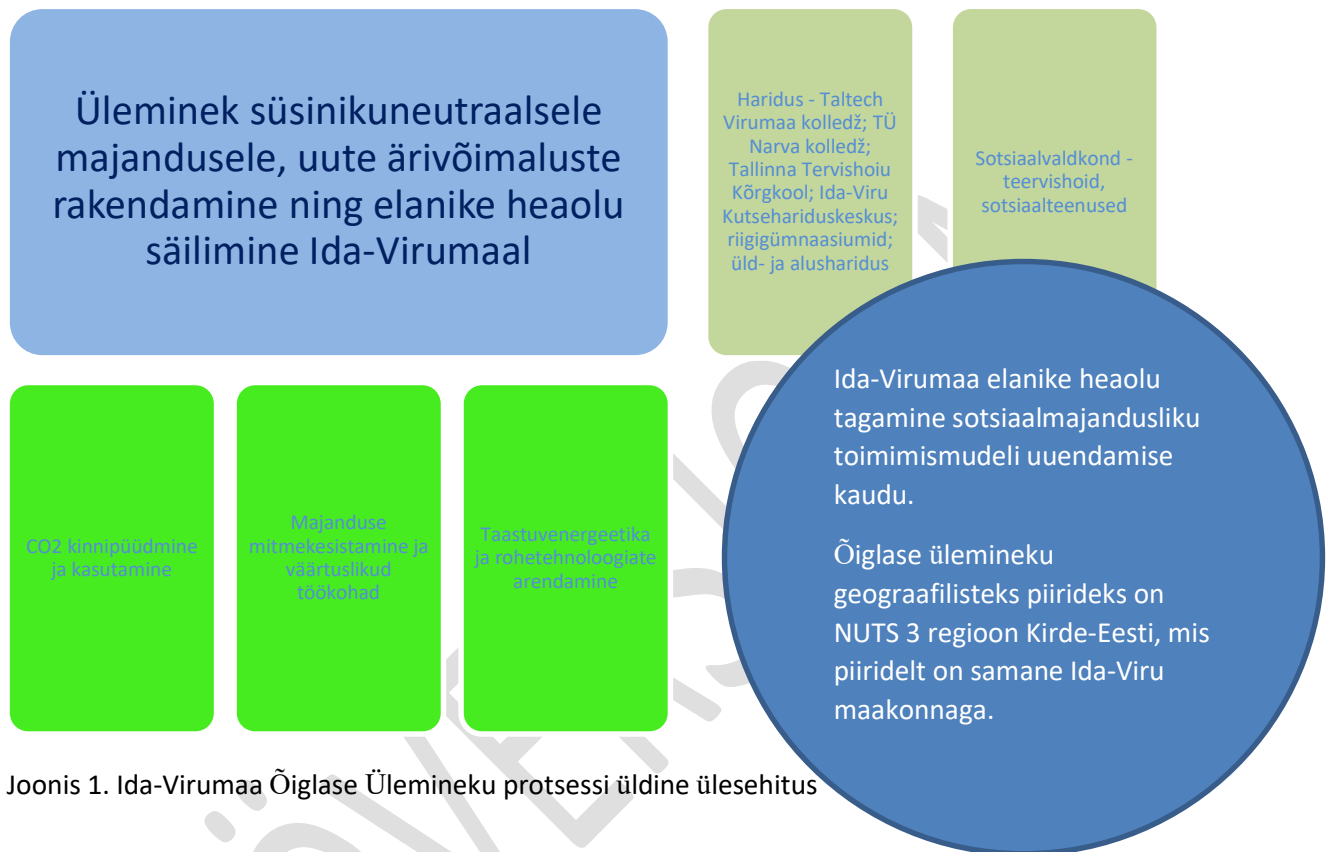 Üleminek süsinikuneutraalsele
majandusele, uute ärivõimaluste
rakendamine ning elanike heaolu
säilimine Ida-Virumaal
Haridus - Taltech
Virumaa kolledž; TÜ
Narva kolledž;
Tallinna Tervishoiu
Kõrgkool; Ida-Viru
Kutsehariduskeskus;
riigigümnaasiumid;
üld- ja alusharidus
Sotsiaalvaldkond -
teervishoid,
sotsiaalteenused
CO2 kinnipüüdmine
ja kasutamine
Majanduse
mitmekesistamine ja
väärtuslikud
töökohad
Taastuvenergeetika
ja rohetehnoloogiate
arendamine
Ida-Virumaa elanike heaolu
tagamine sotsiaalmajandusliku
toimimismudeli uuendamise
kaudu.
Õiglase ülemineku
geograafilisteks piirideks on
NUTS 3 regioon Kirde-Eesti, mis
piiridelt on samane Ida-Viru
maakonnaga.
Joonis 1. Ida-Virumaa Õiglase Ülemineku protsessi üldine ülesehitus